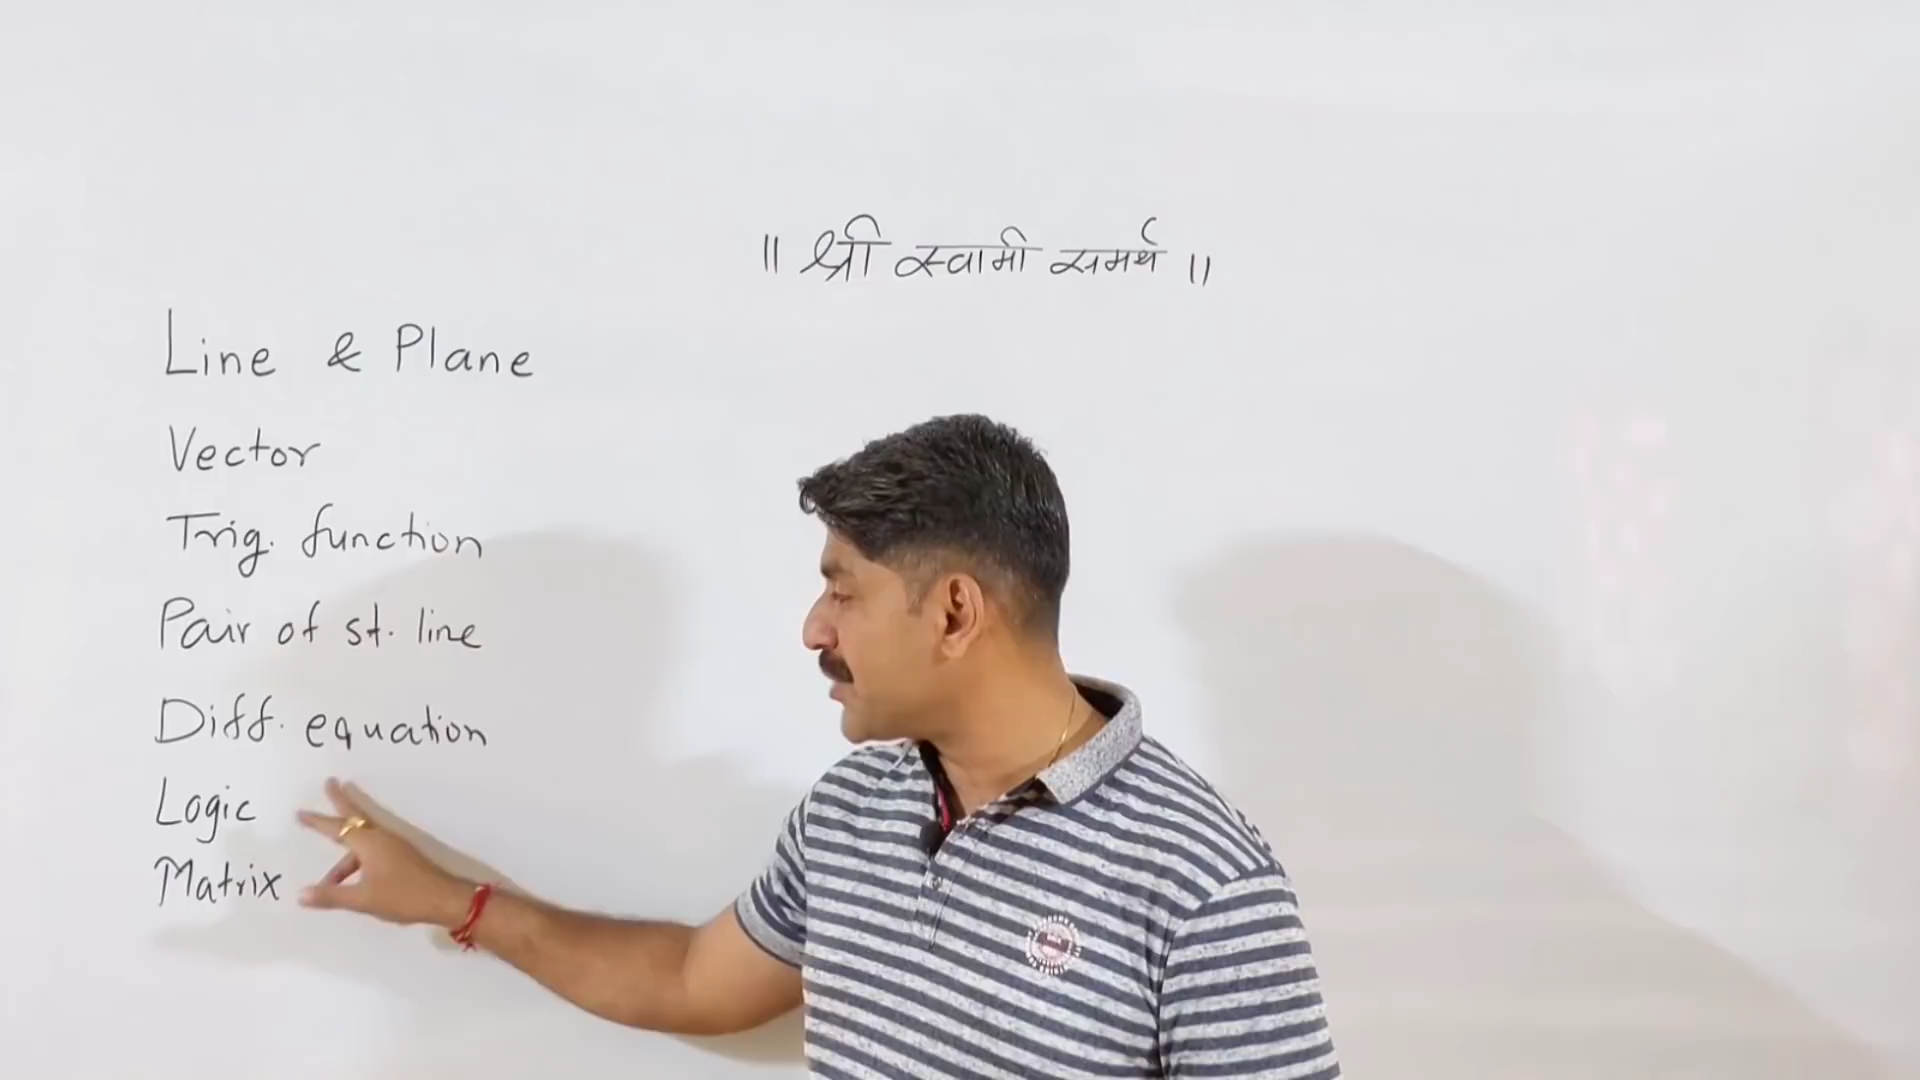 ॥ श्री स्वामी समर्थ ॥
Line & Plane
Vector
Trig. function
Pair of st. line
Diff. equation
Logic
Matrix